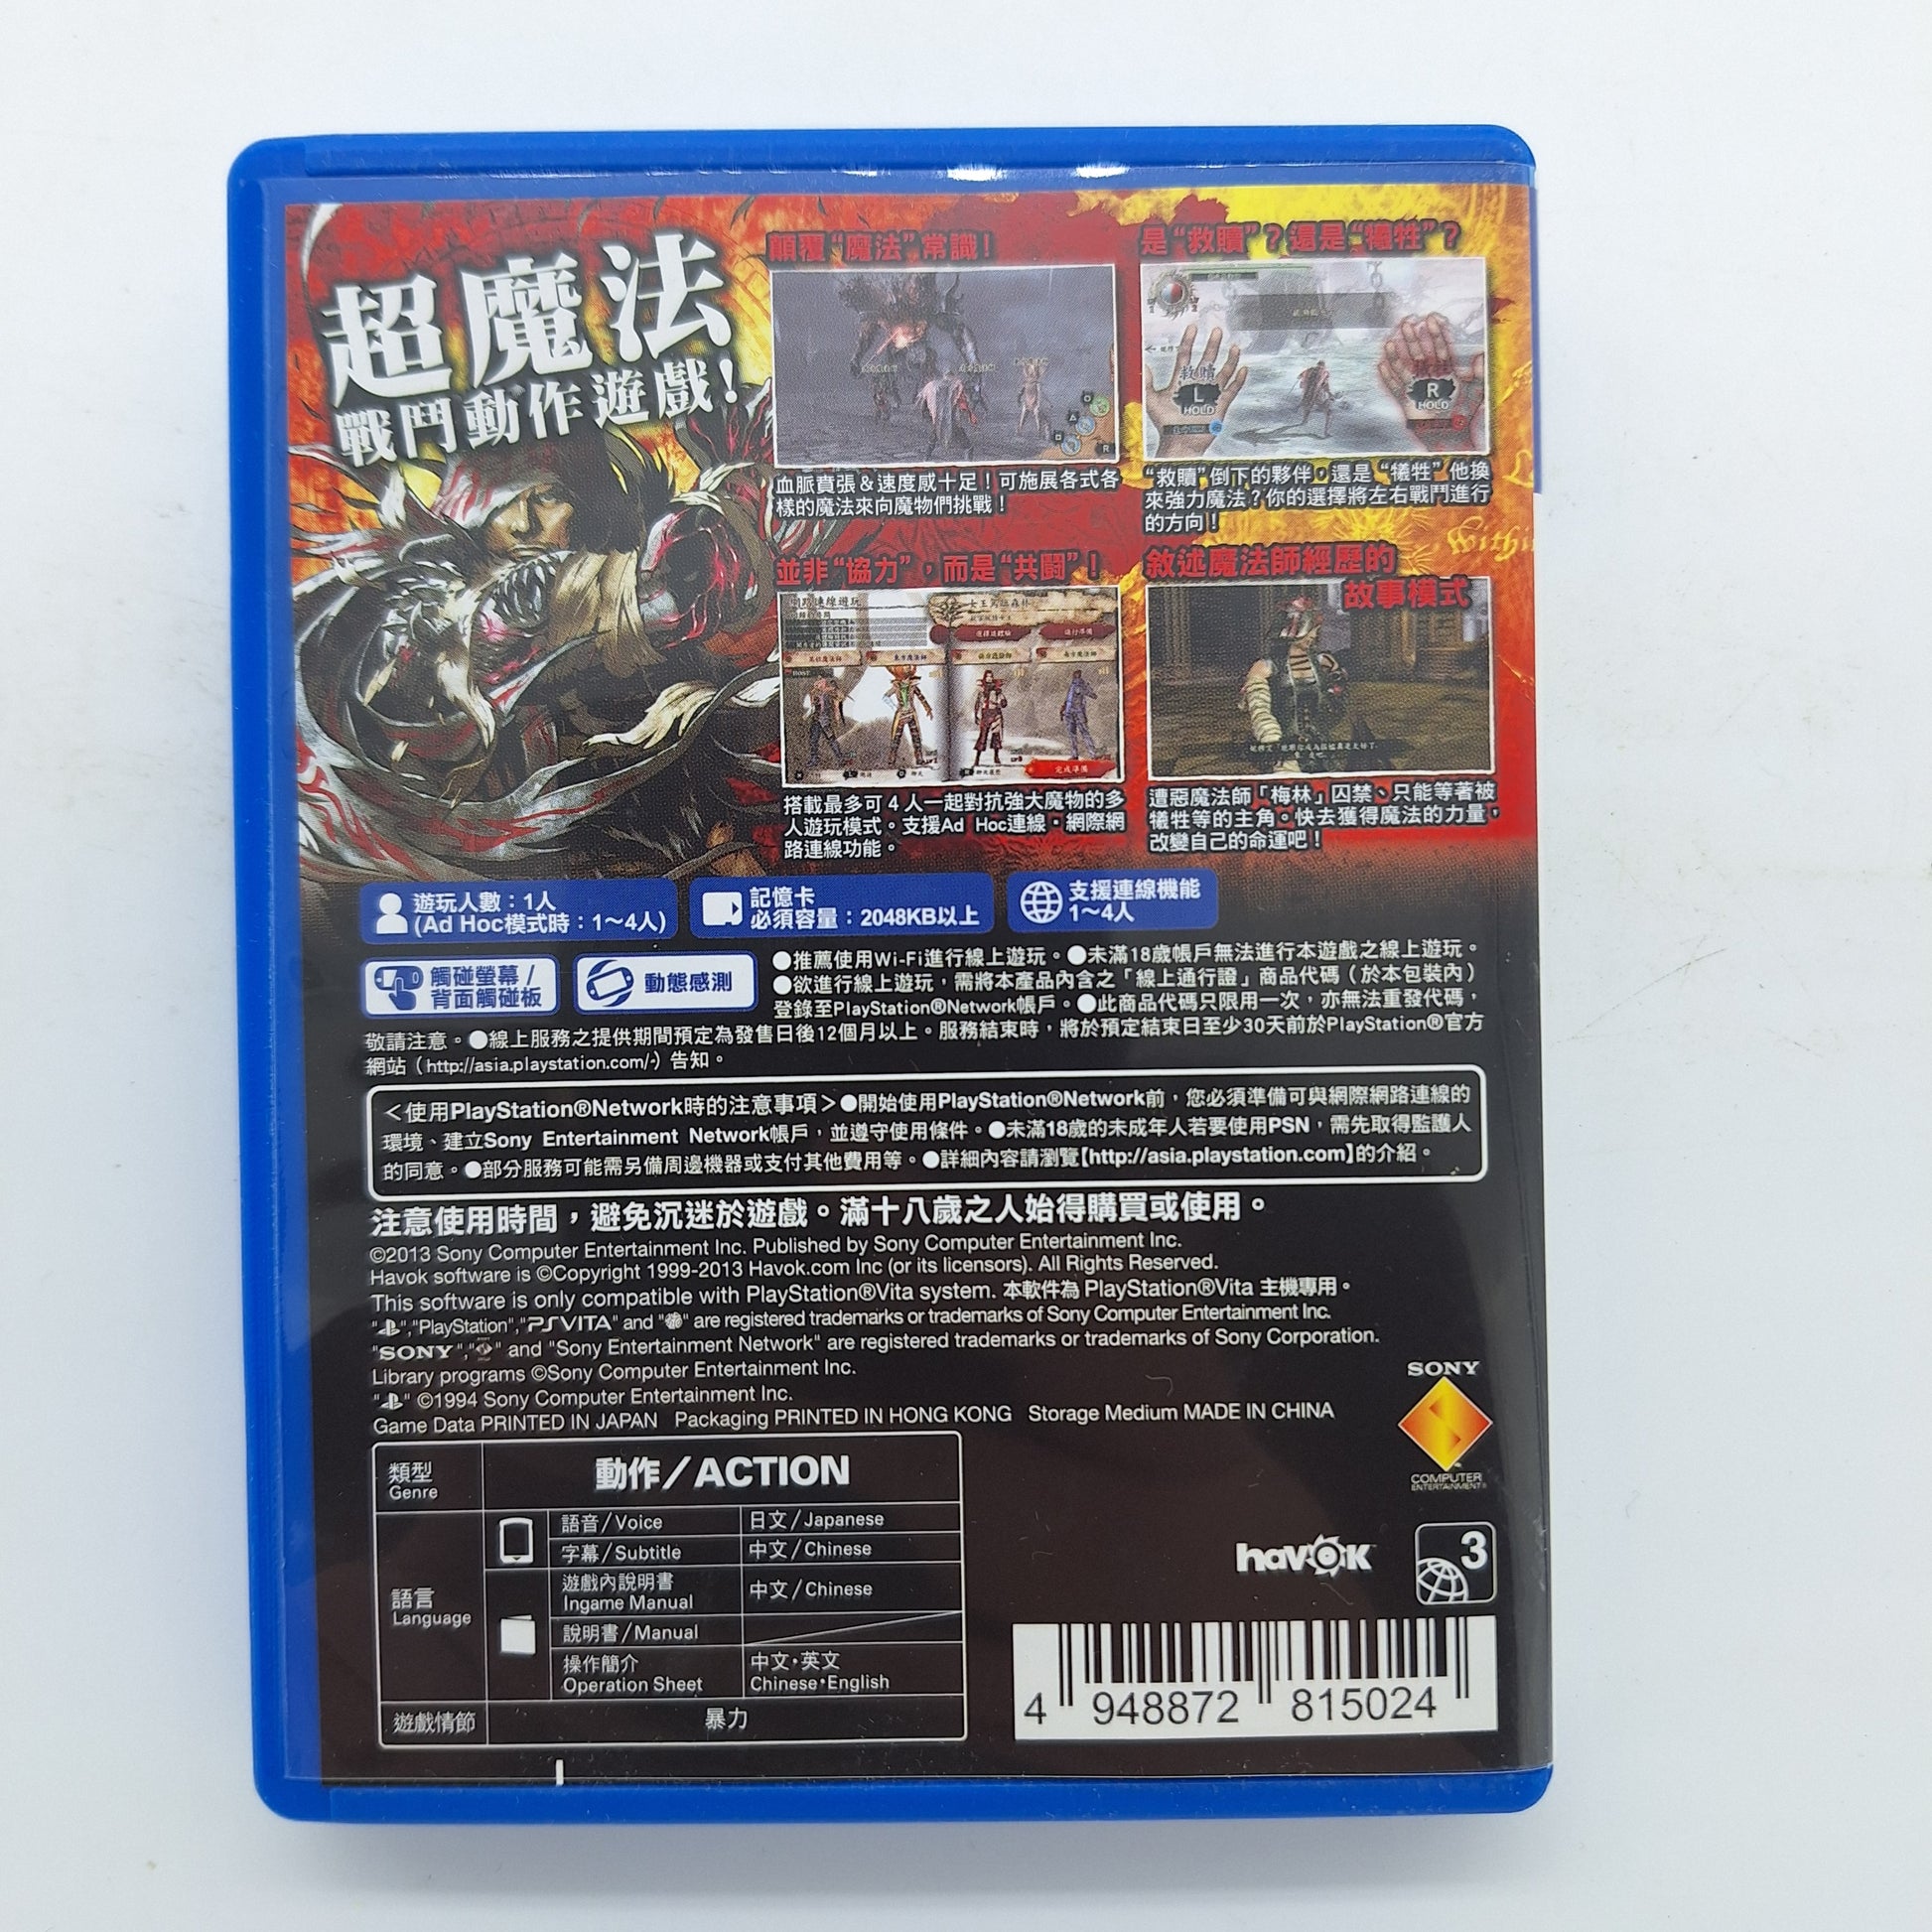 超魔法
戰鬥動作遊戲!
顛覆“魔法”常識!
血脈賁張&速度感十足!可施展各式各
樣的魔法來向魔物們挑戰!
是“救贖”?還是“犧牲”?
救贖
L
HOLD
R
HOLD
“救贖”倒下的夥伴,還是“犧牲”他換
來強力魔法?你的選擇將左右戰鬥進行
的方向!
並非“協力”,而是“共鬪”!
完成準備
搭載最多可4人一起對抗強大魔物的多
人遊玩模式。支援Ad Hoc連線・網際網
路連線功能。
敘述魔法師經歷的
故事模式
遭惡魔法師「梅林」囚禁、只能等著被
犧牲等的主角。快去獲得魔法的力量,
改變自己的命運吧!
遊玩人數:1人
(Ad Hoc模式時:1～4人)
記憶卡
必須容量:2048KB以上
支援連線機能
1～4人
觸碰螢幕/
背面觸碰板
動態感測
●推薦使用Wi-Fi進行線上遊玩。●未滿18歲帳戶無法進行本遊戲之線上遊玩。
●欲進行線上遊玩,需將本產品內含之「線上通行證」商品代碼(於本包裝內)
登錄至PlayStation®Network帳戶。●此商品代碼只限用一次,亦無法重發代碼,
敬請注意。●線上服務之提供期間預定為發售日後12個月以上。服務結束時,將於預定結束日至少30天前於PlayStation®官方
網站(http://asia.playstation.com/)告知。
<使用PlayStation®Network時的注意事項>●開始使用PlayStation®Network前,您必須準備可與網際網路連線的
環境、建立Sony Entertainment Network帳戶,並遵守使用條件。●未滿18歲的未成年人若要使用PSN,需先取得監護人
的同意。●部分服務可能需另備周邊機器或支付其他費用等。●詳細內容請瀏覽【http://asia.playstation.com】的介紹。
注意使用時間,避免沉迷於遊戲。滿十八歲之人始得購買或使用。
©2013 Sony Computer Entertainment Inc. Published by Sony Computer Entertainment Inc.
Havok software is ©Copyright 1999-2013 Havok.com Inc (or its licensors). All Rights Reserved.
This software is only compatible with PlayStation®Vita system. 本軟件為 PlayStation®Vita 主機專用。
"","PlayStation","PSVITA" and "" are registered trademarks or trademarks of Sony Computer Entertainment Inc.
"SONY","" and "Sony Entertainment Network" are registered trademarks or trademarks of Sony Corporation.
Library programs ©Sony Computer Entertainment Inc.
"" ©1994 Sony Computer Entertainment Inc.
Game Data PRINTED IN JAPAN Packaging PRINTED IN HONG KONG Storage Medium MADE IN CHINA
SONY
COMPUTER
ENTERTAINMENT®
類型
Genre
動作/ACTION
語言
Language
語音/Voice
日文/Japanese
字幕/Subtitle
中文/Chinese
遊戲內說明書
Ingame Manual
中文/Chinese
說明書/Manual
操作簡介
Operation Sheet
中文・英文
Chinese・English
遊戲情節
暴力
havok
3
4 948872 815024